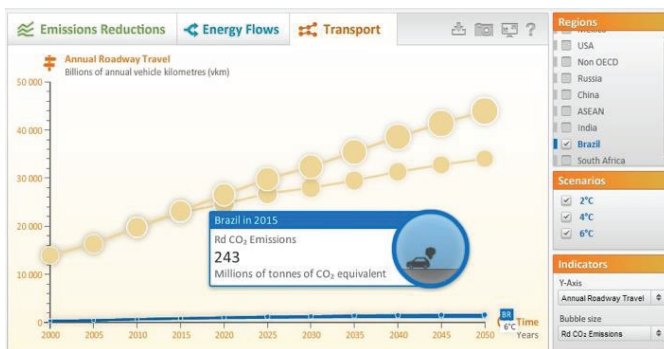 Emissions Reductions
Energy Flows
Transport
?
Annual Roadway Travel
Billions of annual vehicle kilometres (vkm)
50 000
40 000
30 000
20 000
10 000
0
2000 2005 2010 2015 2020 2025 2030 2035 2040 2045 2050
Time
Years
BR
6°C
Brazil in 2015
Rd CO₂ Emissions
243
Millions of tonnes of CO₂ equivalent
Regions
Mexico
USA
Non OECD
Russia
China
ASEAN
India
Brazil
South Africa
Scenarios
2°C
4°C
6°C
Indicators
Y-Axis
Annual Roadway Travel
Bubble size
Rd CO₂ Emissions